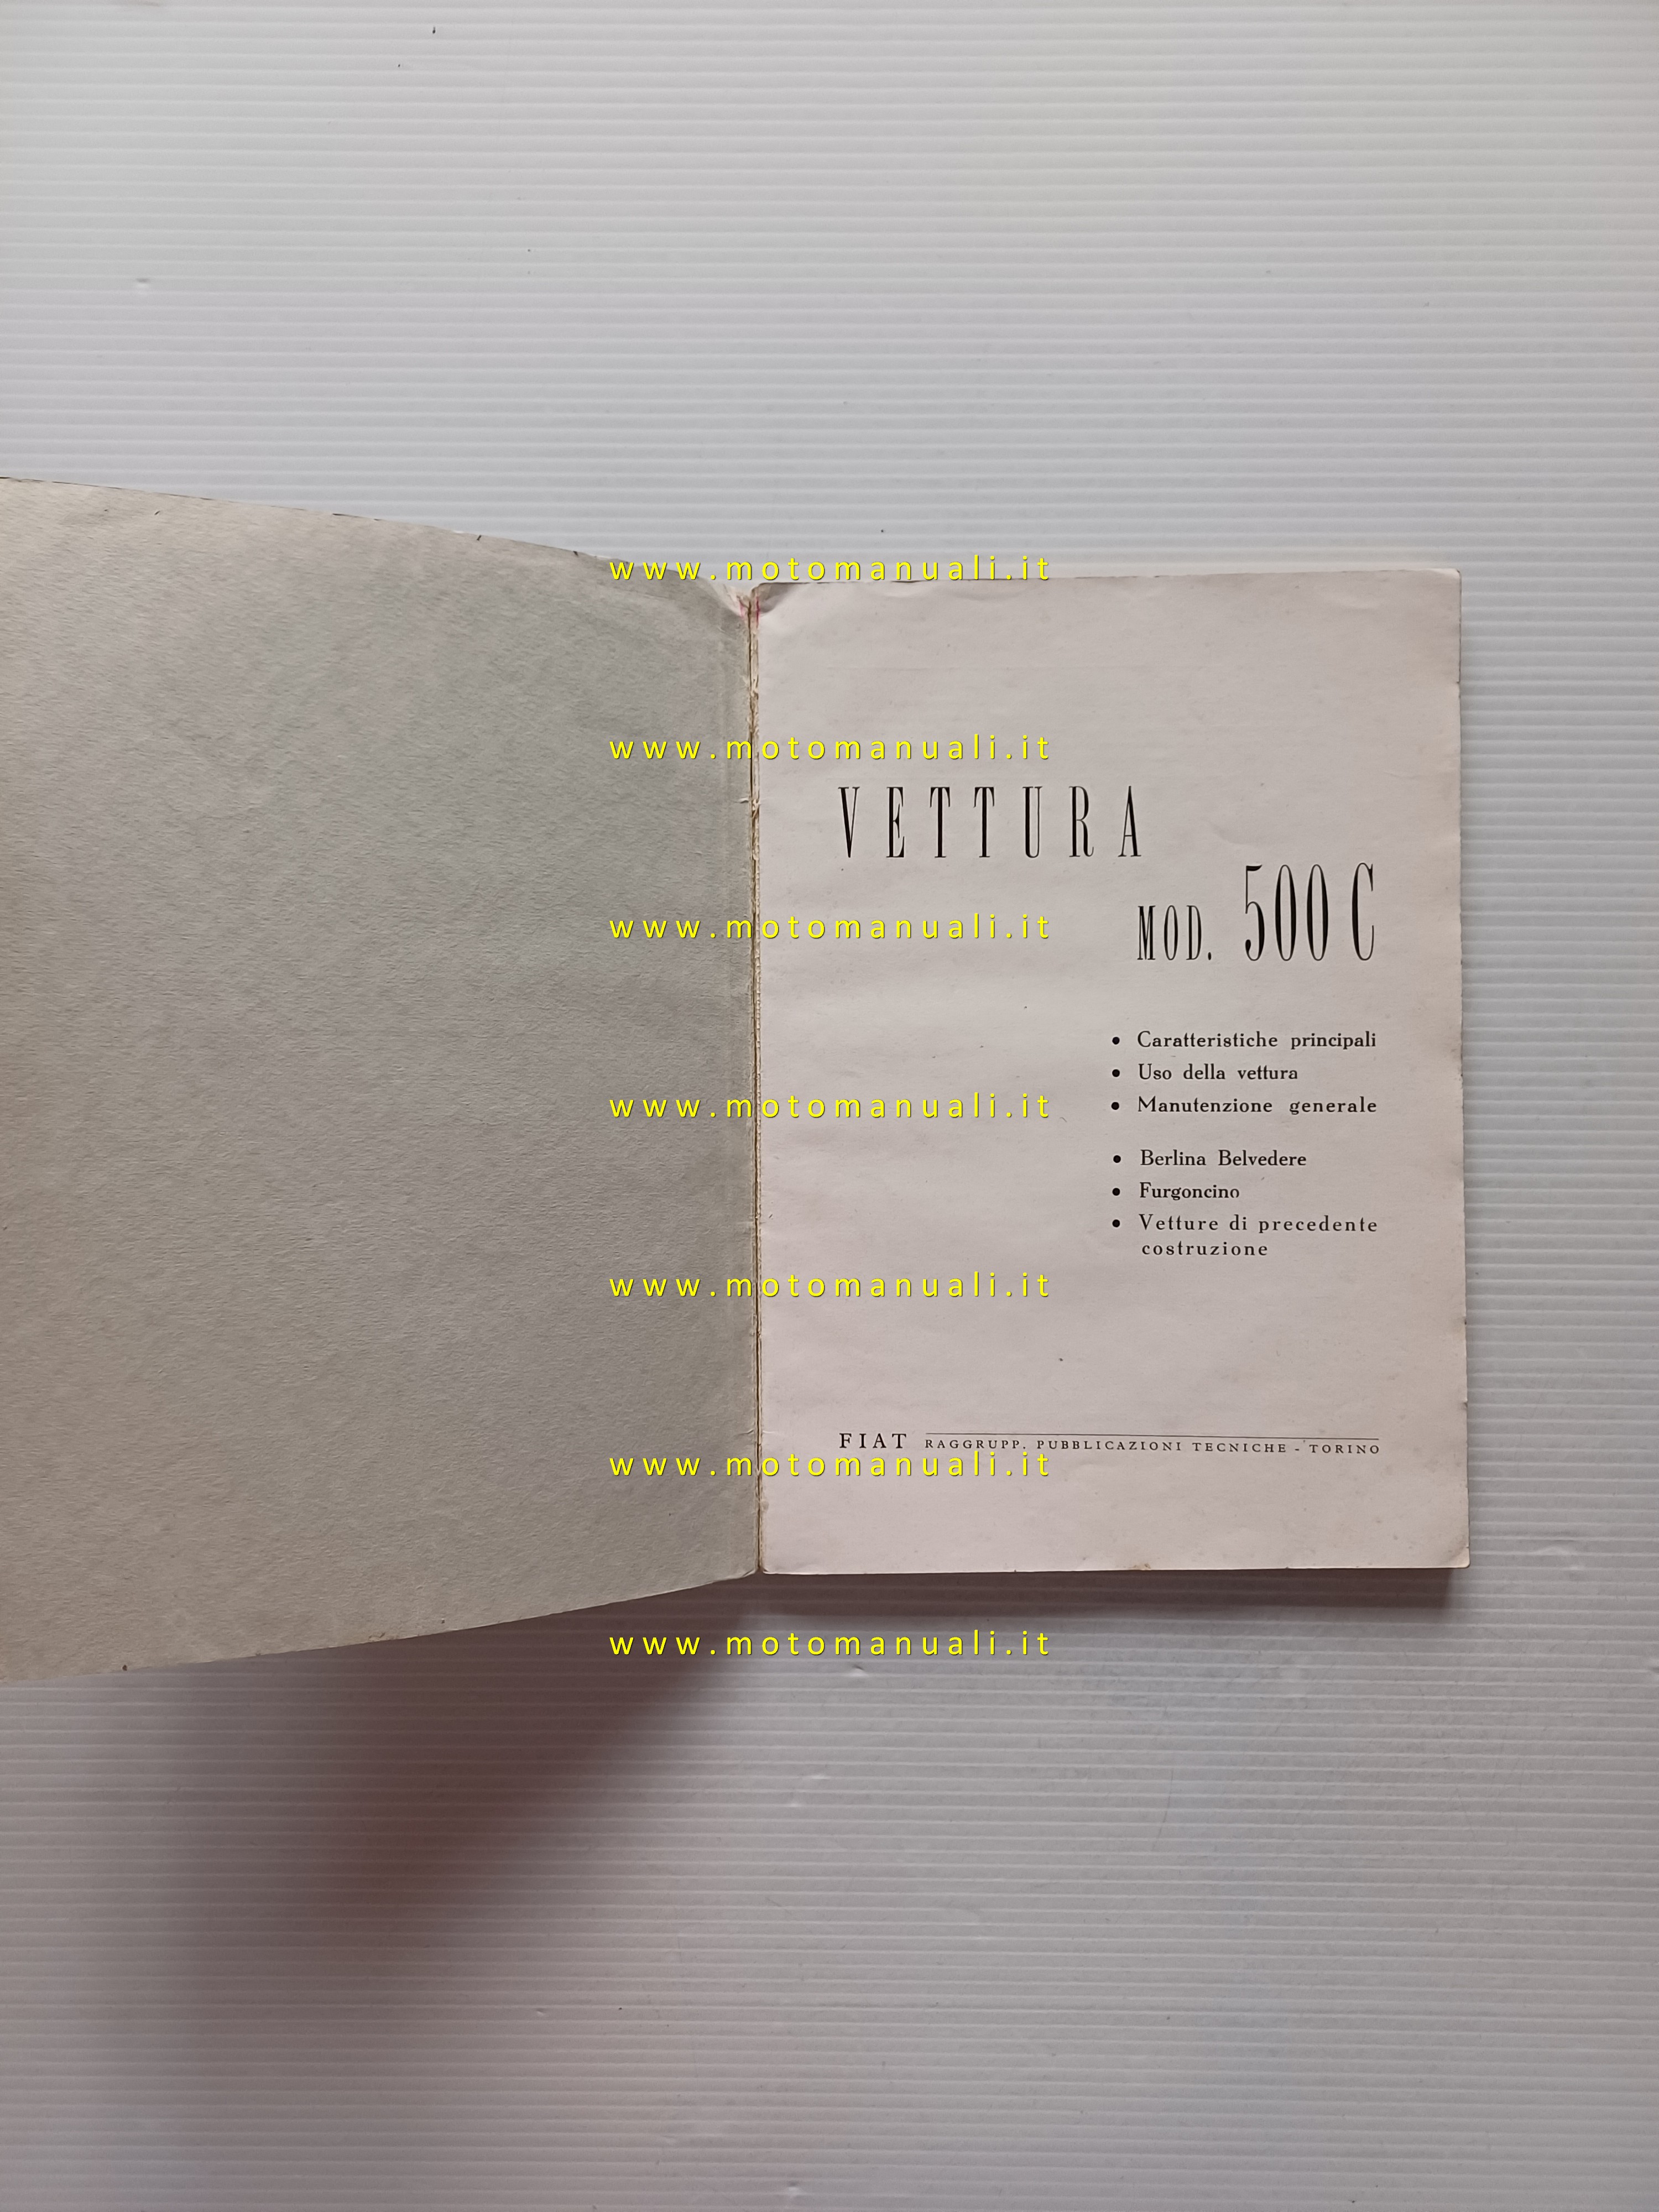 www.motomanuali.it
www.motomanuali.it
VETTURA
MOD. 500 C
www.motomanuali.it
• Caratteristiche principali
• Uso della vettura
• Manutenzione generale
www.motomanuali.it
• Berlina Belvedere
• Furgoncino
• Vetture di precedente
costruzione
www.motomanuali.it
FIAT RAGGRUPP. PUBBLICAZIONI TECNICHE - TORINO
www.motomanuali.it
www.motomanuali.it